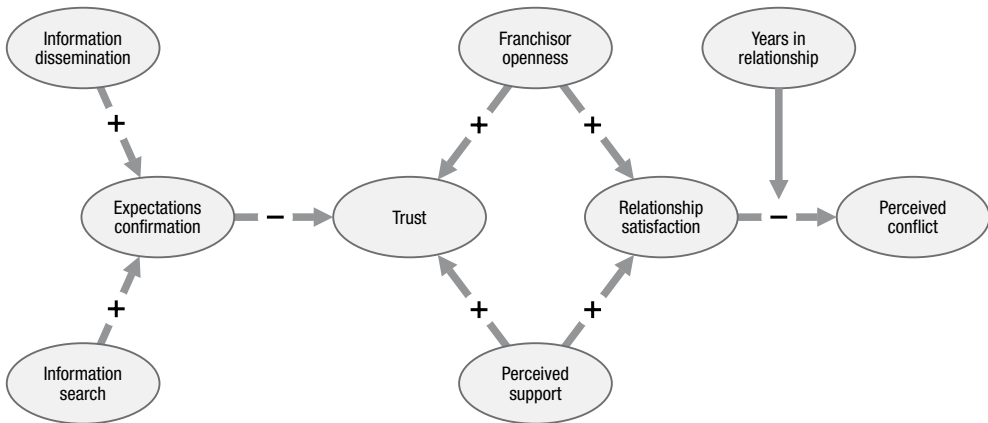 Information
dissemination
Franchisor
openness
Years in
relationship
+
+
+
Expectations
confirmation
–
Trust
Relationship
satisfaction
–
Perceived
conflict
+
+
+
Information
search
Perceived
support